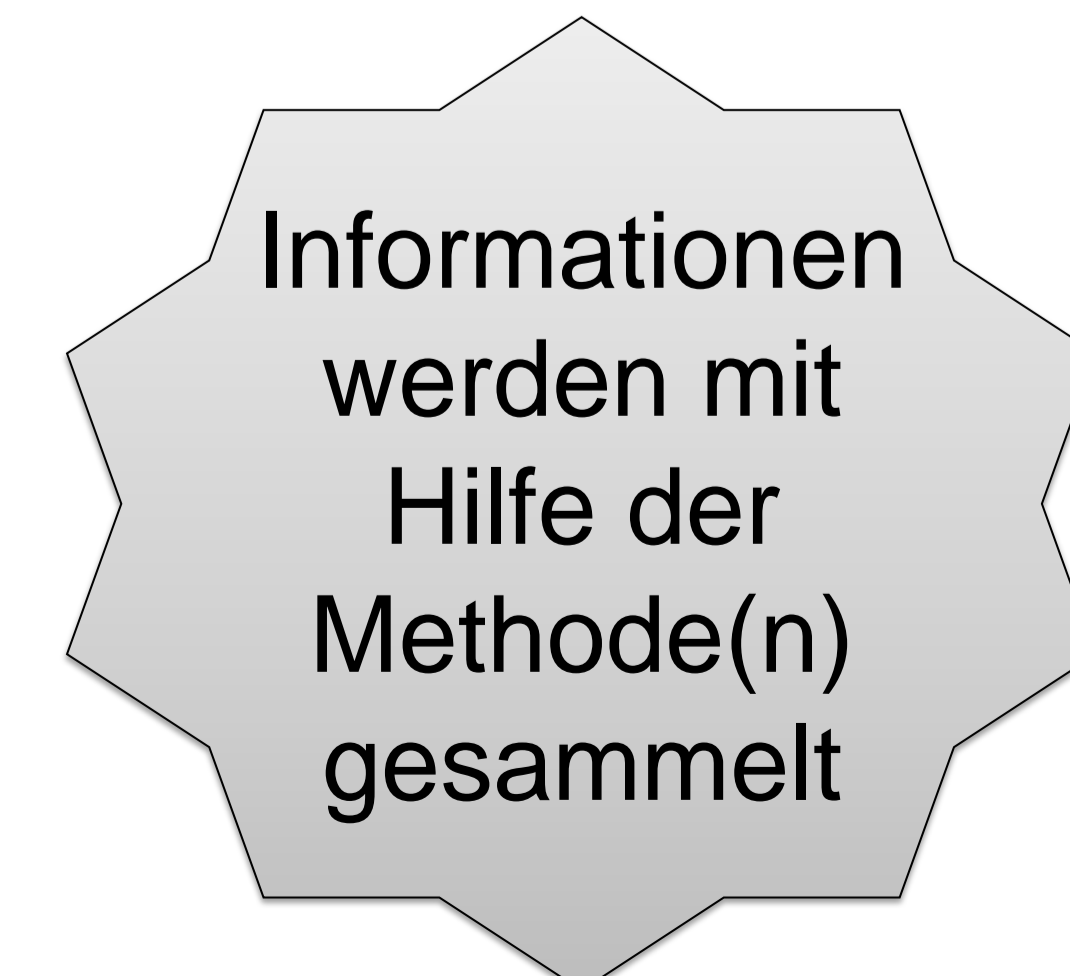 Informationen
werden mit
Hilfe der
Methode(n)
gesammelt